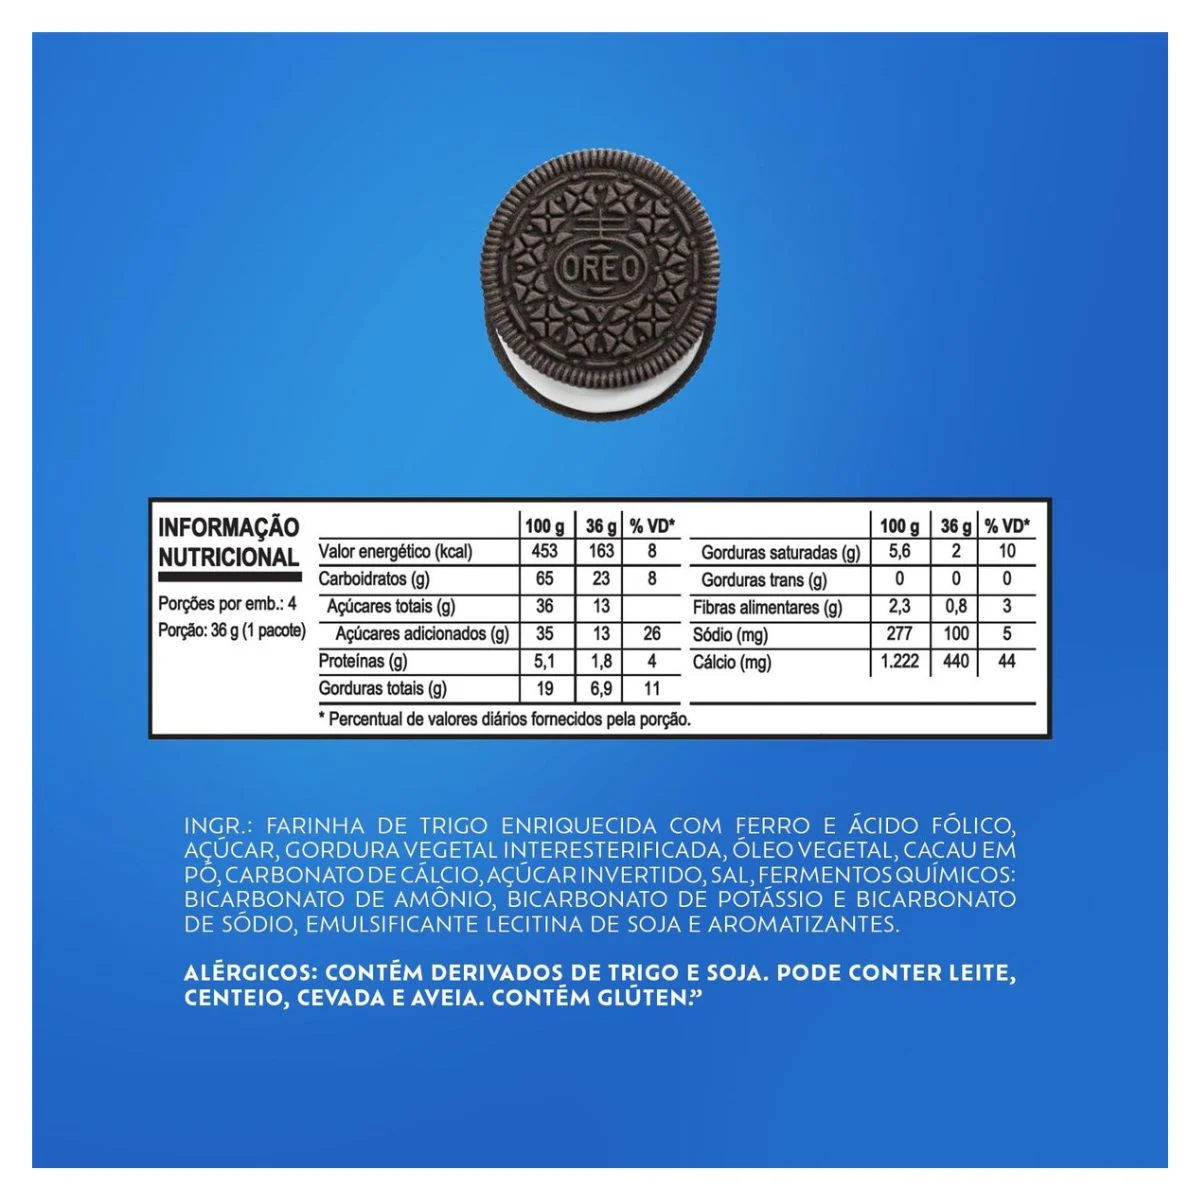 OREO
INFORMAÇÃO
NUTRICIONAL
Porções por emb.: 4
Porção: 36 g (1 pacote)
100 g 36 g % VD*
Valor energético (kcal) 453 163 8
Carboidratos (g) 65 23 8
Açúcares totais (g) 36 13
Açúcares adicionados (g) 35 13 26
Proteínas (g) 5,1 1,8 4
Gorduras totais (g) 19 6,9 11
100 g 36 g % VD*
Gorduras saturadas (g) 5,6 2 10
Gorduras trans (g) 0 0 0
Fibras alimentares (g) 2,3 0,8 3
Sódio (mg) 277 100 5
Cálcio (mg) 1.222 440 44
* Percentual de valores diários fornecidos pela porção.
INGR.: FARINHA DE TRIGO ENRIQUECIDA COM FERRO E ÁCIDO FÓLICO,
AÇÚCAR, GORDURA VEGETAL INTERESTERIFICADA, ÓLEO VEGETAL, CACAU EM
PÓ, CARBONATO DE CÁLCIO, AÇÚCAR INVERTIDO, SAL, FERMENTOS QUÍMICOS:
BICARBONATO DE AMÔNIO, BICARBONATO DE POTÁSSIO E BICARBONATO
DE SÓDIO, EMULSIFICANTE LECITINA DE SOJA E AROMATIZANTES.
ALÉRGICOS: CONTÉM DERIVADOS DE TRIGO E SOJA. PODE CONTER LEITE,
CENTEIO, CEVADA E AVEIA. CONTÉM GLÚTEN.”